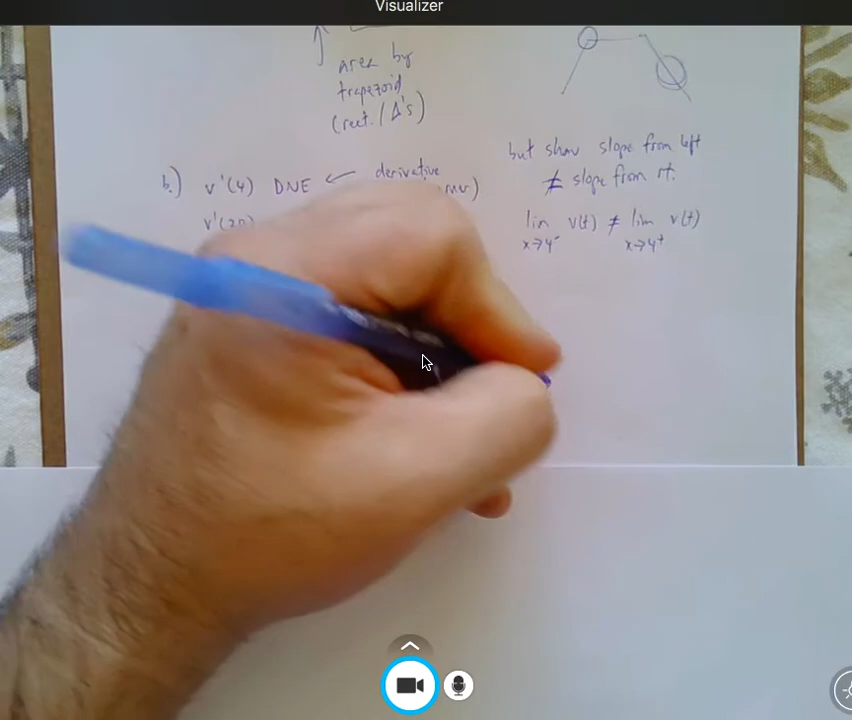 Visualizer
area by
trapezoid
(rect./Δ's)
but show slope from left
≠ slope from rt.
b.) v'(4) DNE ← derivative
v'(20)
lim v(t) ≠ lim v(t)
x→4⁻ x→4⁺